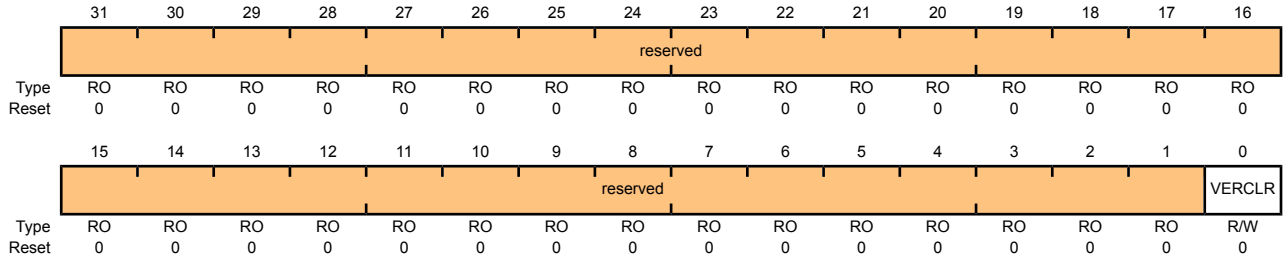 31 30 29 28 27 26 25 24 23 22 21 20 19 18 17 16
reserved
Type RO RO RO RO RO RO RO RO RO RO RO RO RO RO RO RO
Reset 0 0 0 0 0 0 0 0 0 0 0 0 0 0 0 0
15 14 13 12 11 10 9 8 7 6 5 4 3 2 1 0
reserved VERCLR
Type RO RO RO RO RO RO RO RO RO RO RO RO RO RO RO R/W
Reset 0 0 0 0 0 0 0 0 0 0 0 0 0 0 0 0